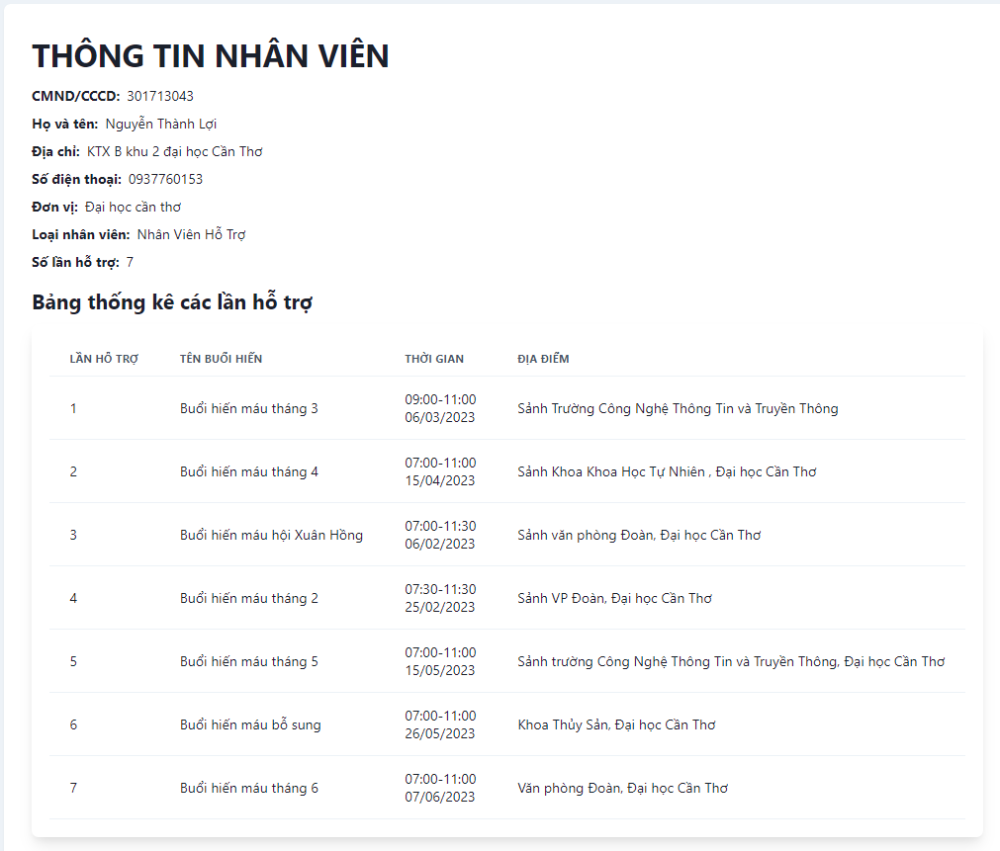 THÔNG TIN NHÂN VIÊN
CMND/CCCD: 301713043
Họ và tên: Nguyễn Thành Lợi
Địa chỉ: KTX B khu 2 đại học Cần Thơ
Số điện thoại: 0937760153
Đơn vị: Đại học cần thơ
Loại nhân viên: Nhân Viên Hỗ Trợ
Số lần hỗ trợ: 7
Bảng thống kê các lần hỗ trợ
LẦN HỖ TRỢ TÊN BUỔI HIẾN THỜI GIAN ĐỊA ĐIỂM
1 Buổi hiến máu tháng 3 09:00-11:00 Sảnh Trường Công Nghệ Thông Tin và Truyền Thông
06/03/2023
2 Buổi hiến máu tháng 4 07:00-11:00 Sảnh Khoa Khoa Học Tự Nhiên , Đại học Cần Thơ
15/04/2023
3 Buổi hiến máu hội Xuân Hồng 07:00-11:30 Sảnh văn phòng Đoàn, Đại học Cần Thơ
06/02/2023
4 Buổi hiến máu tháng 2 07:30-11:30 Sảnh VP Đoàn, Đại học Cần Thơ
25/02/2023
5 Buổi hiến máu tháng 5 07:00-11:00 Sảnh trường Công Nghệ Thông Tin và Truyền Thông, Đại học Cần Thơ
15/05/2023
6 Buổi hiến máu bỗ sung 07:00-11:00 Khoa Thủy Sản, Đại học Cần Thơ
26/05/2023
7 Buổi hiến máu tháng 6 07:00-11:00 Văn phòng Đoàn, Đại học Cần Thơ
07/06/2023